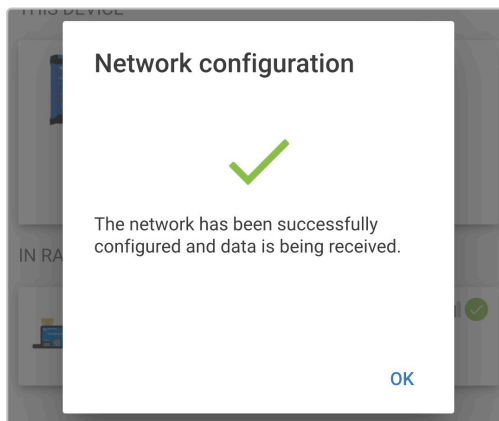 THIS DEVICE
Network configuration
The network has been successfully
configured and data is being received.
IN RA
OK